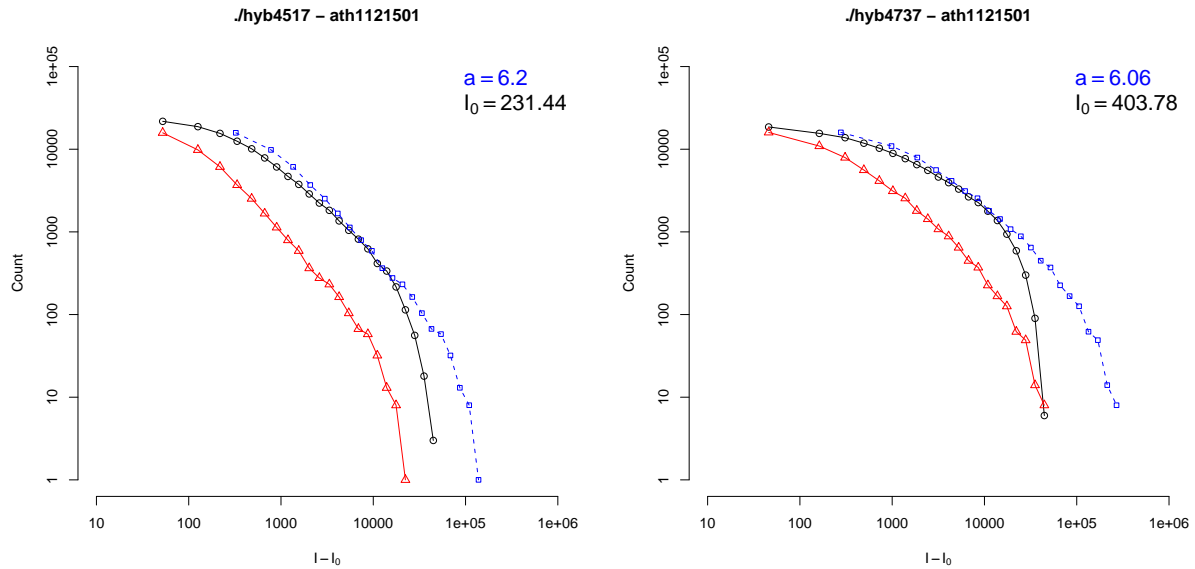 ./hyb4517 − ath1121501
a = 6.2
I₀ = 231.44
Count
1e+05
10000
1000
100
10
1
10 100 1000 10000 1e+05 1e+06
I − I₀
./hyb4737 − ath1121501
a = 6.06
I₀ = 403.78
Count
1e+05
10000
1000
100
10
1
10 100 1000 10000 1e+05 1e+06
I − I₀